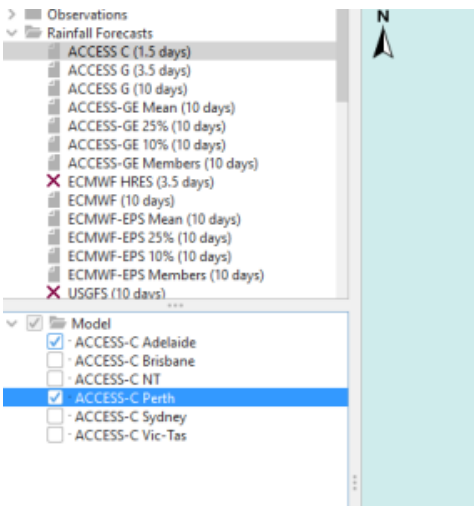 Observations
Rainfall Forecasts
ACCESS C (1.5 days)
ACCESS G (3.5 days)
ACCESS G (10 days)
ACCESS-GE Mean (10 days)
ACCESS-GE 25% (10 days)
ACCESS-GE 10% (10 days)
ACCESS-GE Members (10 days)
ECMWF HRES (3.5 days)
ECMWF (10 days)
ECMWF-EPS Mean (10 days)
ECMWF-EPS 25% (10 days)
ECMWF-EPS 10% (10 days)
ECMWF-EPS Members (10 days)
USGFS (10 days)
Model
ACCESS-C Adelaide
ACCESS-C Brisbane
ACCESS-C NT
ACCESS-C Perth
ACCESS-C Sydney
ACCESS-C Vic-Tas
N